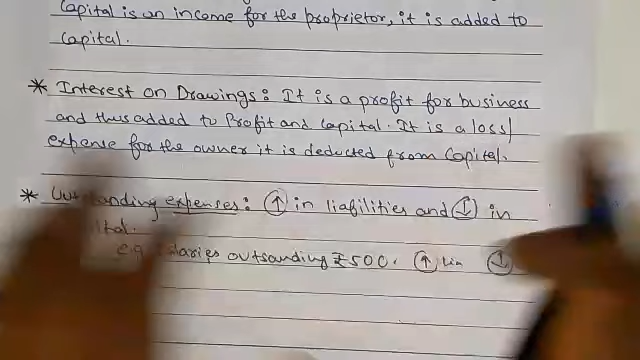 Capital is an income for the proprietor, it is added to
Capital.
* Interest on Drawings: It is a profit for business
and thus added to Profit and Capital. It is a loss/
expense for the owner it is deducted from Capital.
* Outstanding expenses: ↑ in liabilities and ↓ in
e.g. outsanding ₹500. ↑ in ↓